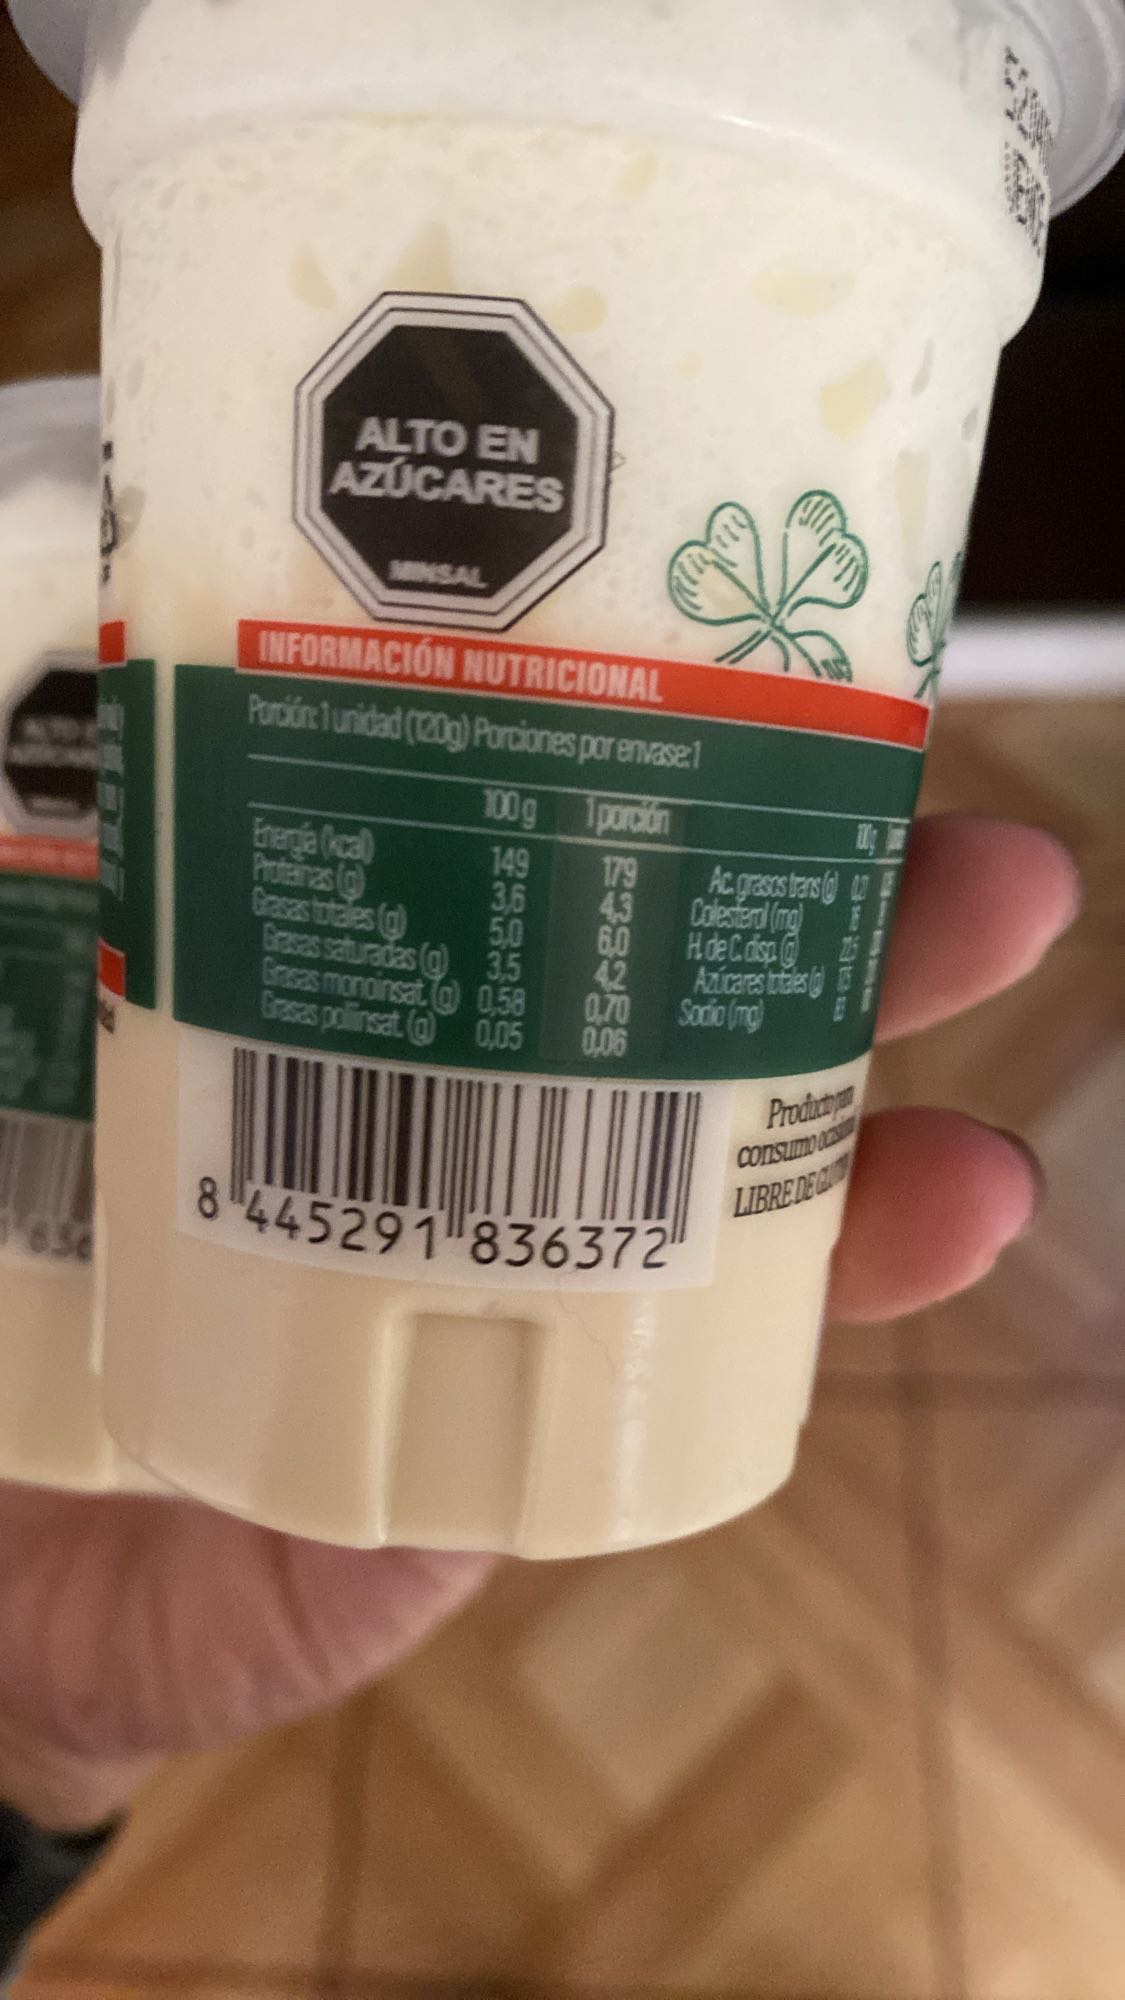 ALTO EN
AZÚCARES
MINSAL
INFORMACIÓN NUTRICIONAL
Porción: 1 unidad (120g) Porciones por envase: 1
100 g 1 porción
Energía (kcal) 149 179
Proteínas (g) 3,6 4,3
Grasas totales (g) 5,0 6,0
Grasas saturadas (g) 3,5 4,2
Grasas monoinsat. (g) 0,58 0,70
Grasas poliinsat. (g) 0,05 0,06
100g
Ac. grasos trans (g)
Colesterol (mg)
H. de C. disp. (g) 22,5
Azúcares totales (g)
Sodio (mg)
8 445291 836372
Producto para
consumo
LIBRE DE